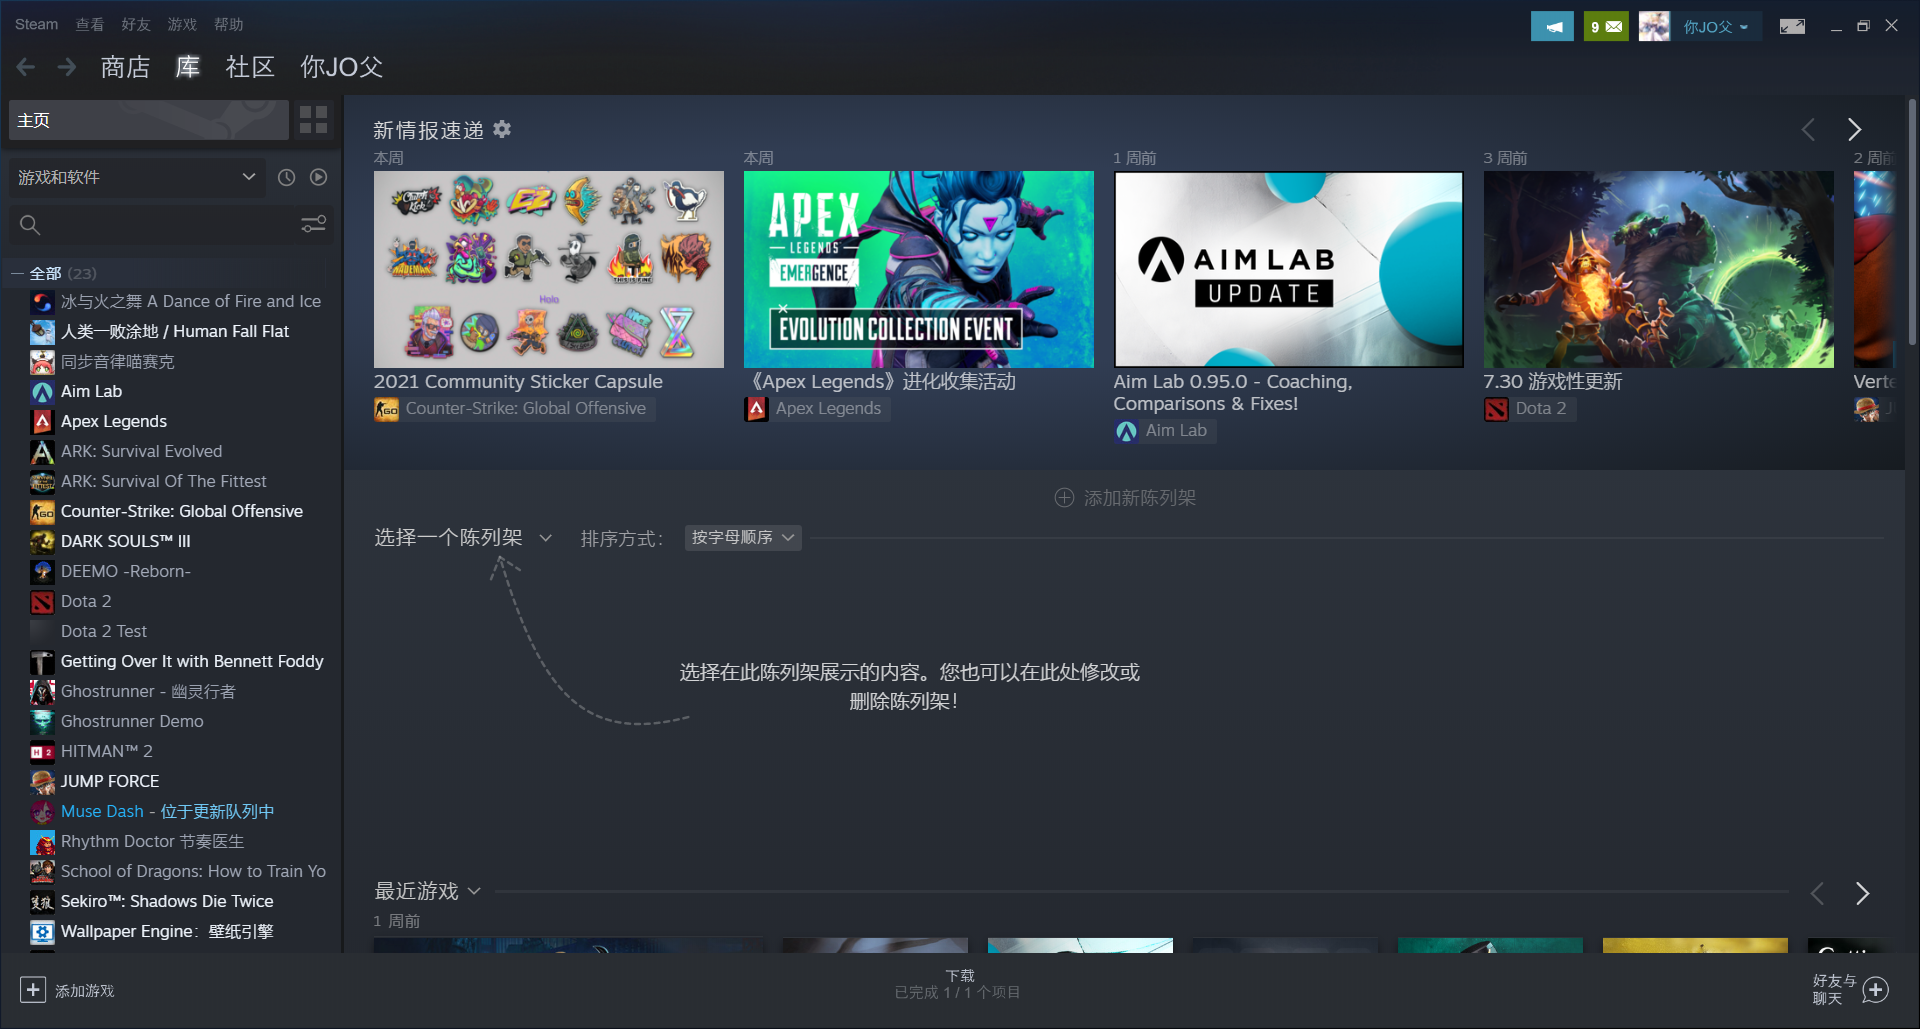 Steam 查看 好友 游戏 帮助
9
你JO父
商店 库 社区 你JO父
主页
游戏和软件
全部 (23)
冰与火之舞 A Dance of Fire and Ice
人类一败涂地 / Human Fall Flat
同步音律喵赛克
Aim Lab
Apex Legends
ARK: Survival Evolved
ARK: Survival Of The Fittest
Counter-Strike: Global Offensive
DARK SOULS™ III
DEEMO -Reborn-
Dota 2
Dota 2 Test
Getting Over It with Bennett Foddy
Ghostrunner - 幽灵行者
Ghostrunner Demo
HITMAN™ 2
JUMP FORCE
Muse Dash - 位于更新队列中
Rhythm Doctor 节奏医生
School of Dragons: How to Train Yo
Sekiro™: Shadows Die Twice
Wallpaper Engine：壁纸引擎
新情报速递
本周
EZ
Holo
2021 Community Sticker Capsule
GO Counter-Strike: Global Offensive
本周
APEX
LEGENDS
EMERGENCE
EVOLUTION COLLECTION EVENT
《Apex Legends》进化收集活动
Apex Legends
1 周前
AIM LAB
UPDATE
Aim Lab 0.95.0 - Coaching,
Comparisons & Fixes!
Aim Lab
3 周前
7.30 游戏性更新
Dota 2
2 周前
Verte
添加新陈列架
选择一个陈列架 排序方式： 按字母顺序
选择在此陈列架展示的内容。您也可以在此处修改或
删除陈列架！
最近游戏
1 周前
添加游戏
下载
已完成 1 / 1 个项目
好友与
聊天